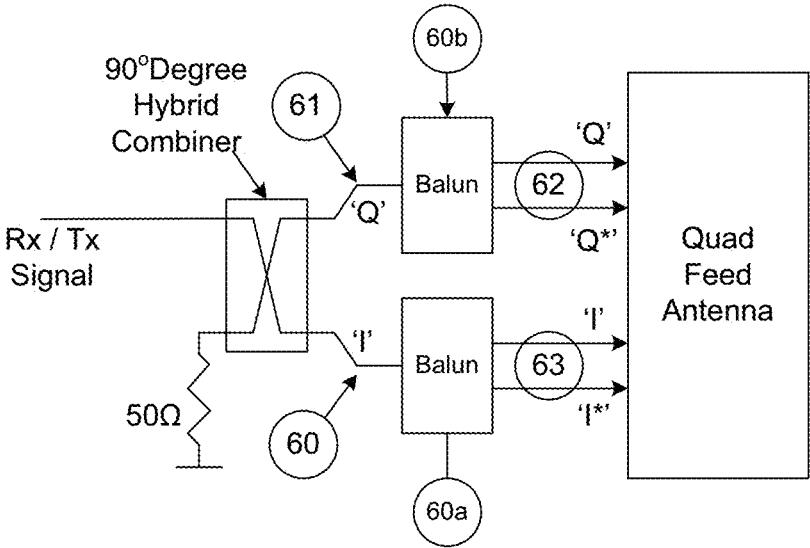 60b
90°Degree
Hybrid
Combiner
61
'Q'
Balun
62
'Q'
'Q*'
Rx / Tx
Signal
Quad
Feed
Antenna
'I'
Balun
63
'I'
'I*'
50Ω
60
60a